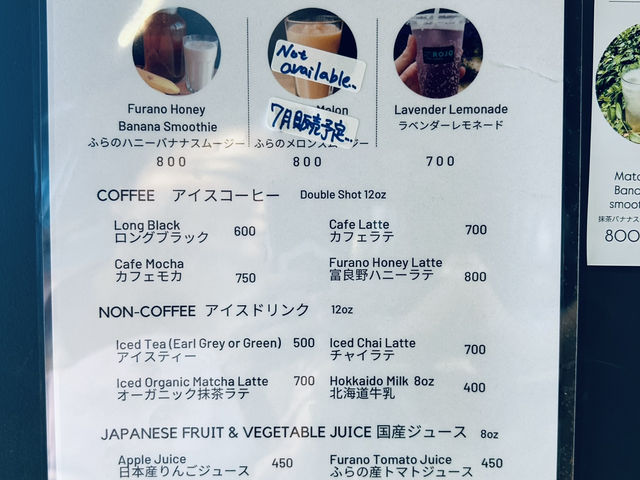 ROJO
Not
available..
7月販売予定...
Furano Honey
Banana Smoothie
ふらのハニーバナナスムージー
800
Melon
ふらのメロンスムージー
800
Lavender Lemonade
ラベンダーレモネード
700
COFFEE アイスコーヒー Double Shot 12oz
Long Black 600
ロングブラック
Cafe Latte 700
カフェラテ
Cafe Mocha 750
カフェモカ
Furano Honey Latte 800
富良野ハニーラテ
NON-COFFEE アイスドリンク 12oz
Iced Tea (Earl Grey or Green) 500
アイスティー
Iced Chai Latte 700
チャイラテ
Iced Organic Matcha Latte 700
オーガニック抹茶ラテ
Hokkaido Milk 8oz 400
北海道牛乳
JAPANESE FRUIT & VEGETABLE JUICE 国産ジュース 8oz
Apple Juice 450
日本産りんごジュース
Furano Tomato Juice 450
ふらの産トマトジュース
抹茶バナナス
800